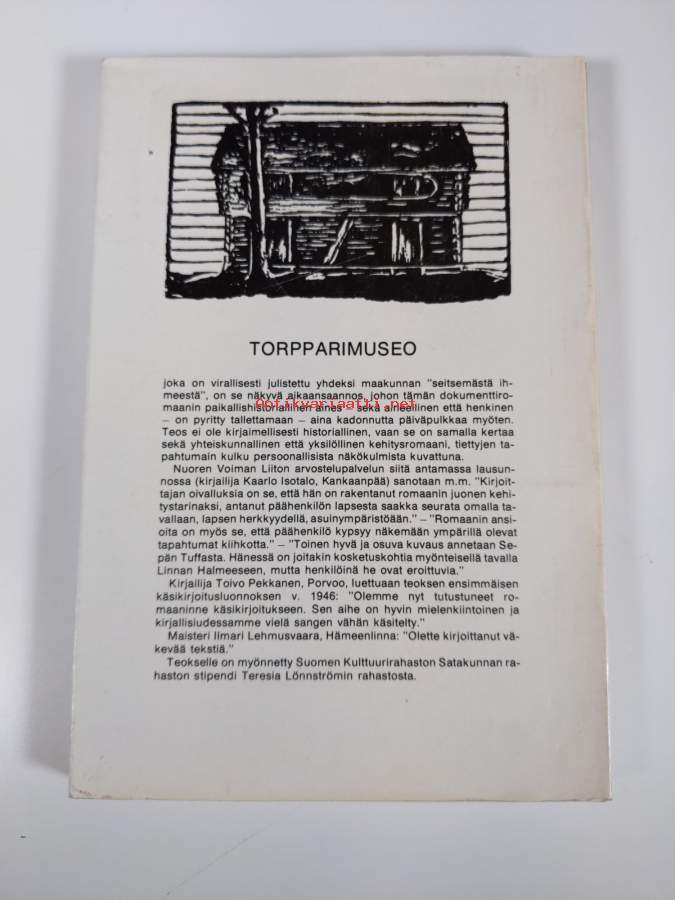 TORPPARIMUSEO
joka on virallisesti julistettu yhdeksi maakunnan "seitsemästä ih-
meestä", on se näkyvä aikaansaannos, johon tämän dokumenttiro-
Antikvariaatti.net
maanin paikallishistoriallinen aines – sekä aineellinen että henkinen
– on pyritty tallettamaan – aina kadonnutta päiväpulkkaa myöten.
Teos ei ole kirjaimellisesti historiallinen, vaan se on samalla kertaa
sekä yhteiskunnallinen että yksilöllinen kehitysromaani, tiettyjen ta-
pahtumain kulku persoonallisista näkökulmista kuvattuna.
Nuoren Voiman Liiton arvostelupalvelun siitä antamassa lausun-
nossa (kirjailija Kaarlo Isotalo, Kankaanpää) sanotaan m.m. "Kirjoit-
tajan oivalluksia on se, että hän on rakentanut romaanin juonen kehi-
tystarinaksi, antanut päähenkilön lapsesta saakka seurata omalla ta-
vallaan, lapsen herkkyydellä, asuinympäristöään." – "Romaanin ansi-
oita on myös se, että päähenkilö kypsyy näkemään ympärillä olevat
tapahtumat kiihkotta." – "Toinen hyvä ja osuva kuvaus annetaan Se-
pän Tuffasta. Hänessä on joitakin kosketuskohtia myönteisellä tavalla
Linnan Halmeeseen, mutta henkilöinä he ovat eroittuvia."
Kirjailija Toivo Pekkanen, Porvoo, luettuaan teoksen ensimmäisen
käsikirjoitusluonnoksen v. 1946: "Olemme nyt tutustuneet ro-
maaninne käsikirjoitukseen. Sen aihe on hyvin mielenkiintoinen ja
kirjallisiudessamme vielä sangen vähän käsitelty."
Maisteri Ilmari Lehmusvaara, Hämeenlinna: "Olette kirjoittanut vä-
kevää tekstiä."
Teokselle on myönnetty Suomen Kulttuurirahaston Satakunnan ra-
haston stipendi Teresia Lönnströmin rahastosta.